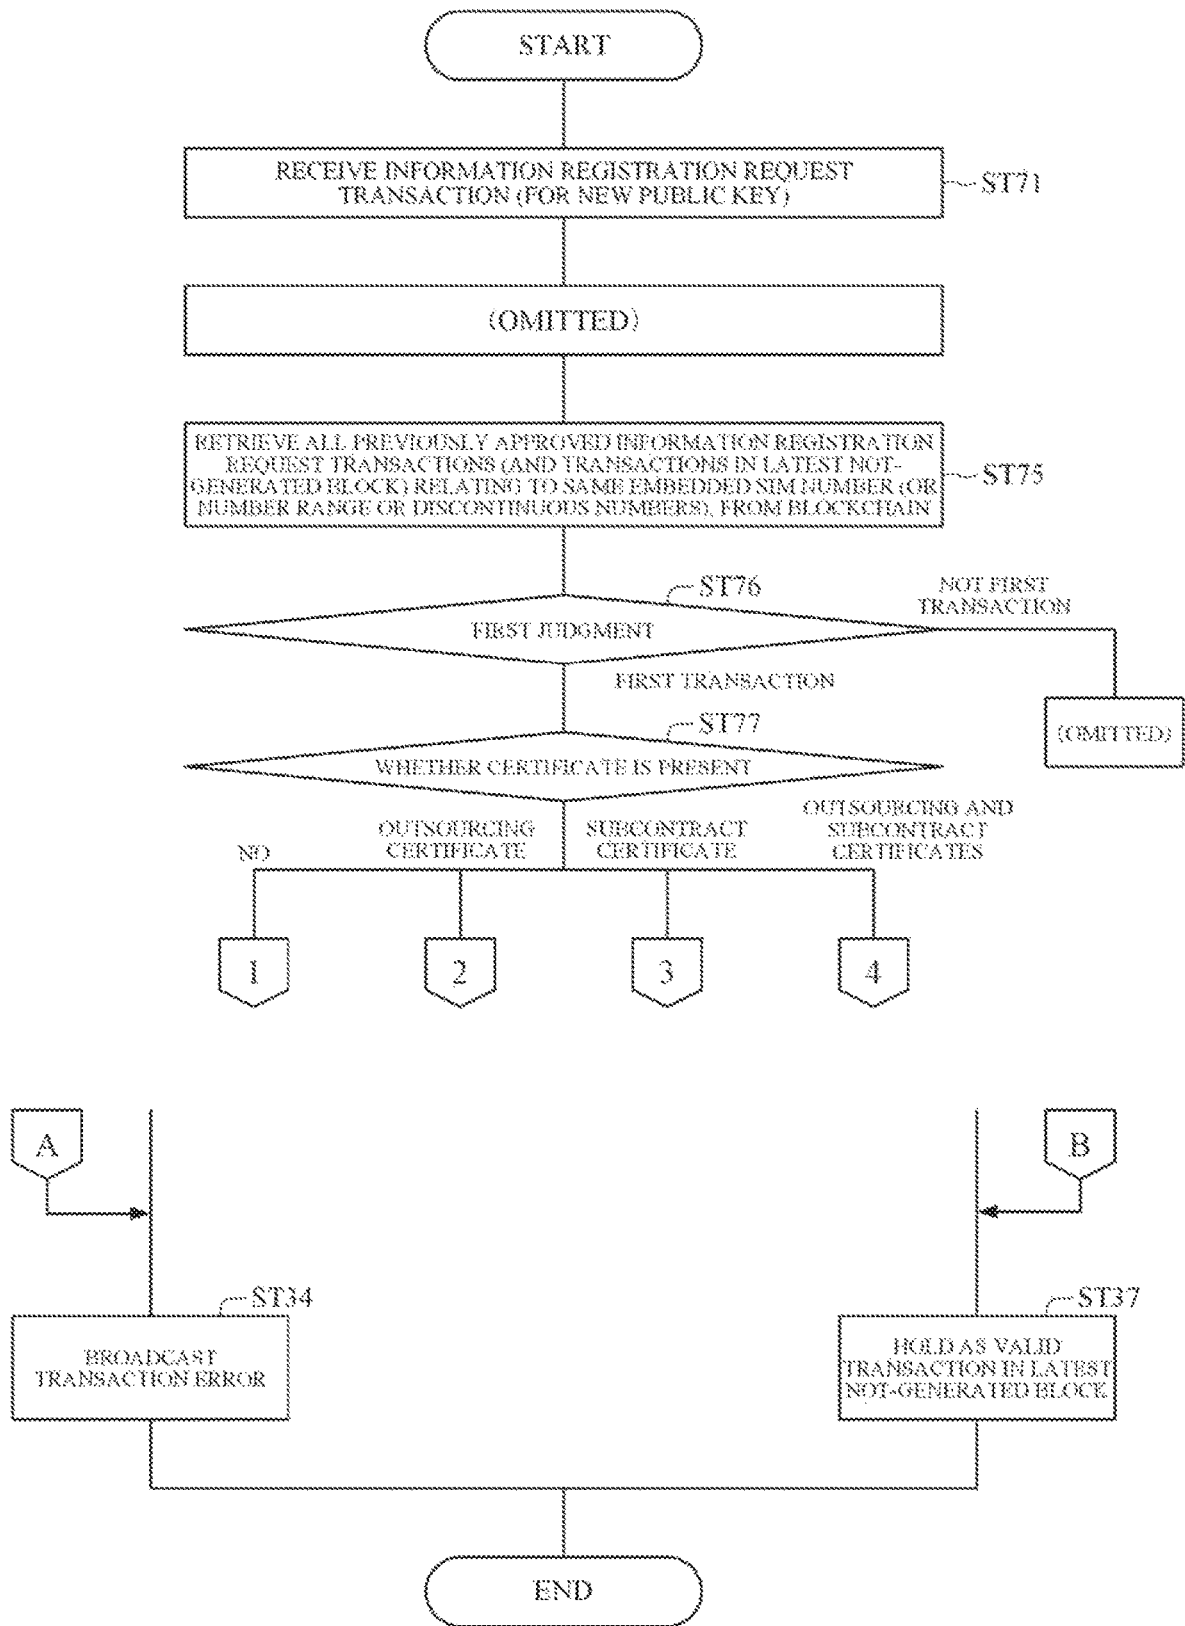 START
RECEIVE INFORMATION REGISTRATION REQUEST
TRANSACTION (FOR NEW PUBLIC KEY)
ST71
(OMITTED)
RETRIEVE ALL PREVIOUSLY APPROVED INFORMATION REGISTRATION
REQUEST TRANSACTIONS (AND TRANSACTIONS IN LATEST NOT-
GENERATED BLOCK) RELATING TO SAME EMBEDDED SIM NUMBER (OR
NUMBER RANGE OR DISCONTINUOUS NUMBERS), FROM BLOCKCHAIN
ST75
ST76
FIRST JUDGMENT
NOT FIRST
TRANSACTION
FIRST TRANSACTION
(OMITTED)
ST77
WHETHER CERTIFICATE IS PRESENT
NO
OUTSOURCING
CERTIFICATE
SUBCONTRACT
CERTIFICATE
OUTSOURCING AND
SUBCONTRACT
CERTIFICATES
1
2
3
4
A
B
ST34
BROADCAST
TRANSACTION ERROR
ST37
HOLD AS VALID
TRANSACTION IN LATEST
NOT-GENERATED BLOCK
END